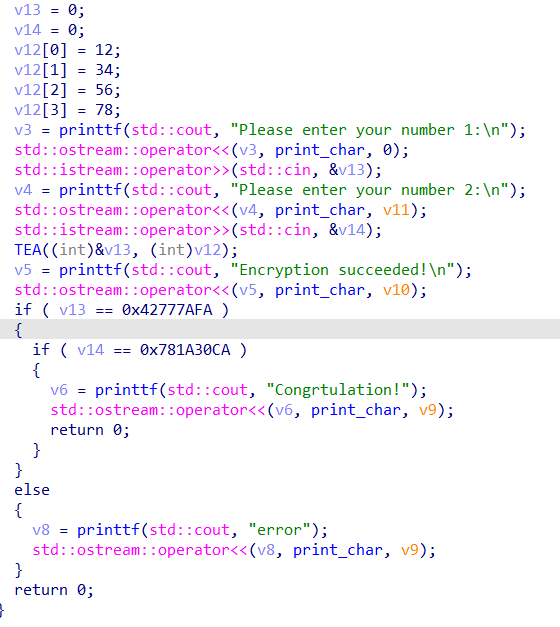 v13 = 0;
v14 = 0;
v12[0] = 12;
v12[1] = 34;
v12[2] = 56;
v12[3] = 78;
v3 = printtf(std::cout, "Please enter your number 1:\n");
std::ostream::operator<<(v3, print_char, 0);
std::istream::operator>>(std::cin, &v13);
v4 = printtf(std::cout, "Please enter your number 2:\n");
std::ostream::operator<<(v4, print_char, v11);
std::istream::operator>>(std::cin, &v14);
TEA((int)&v13, (int)v12);
v5 = printtf(std::cout, "Encryption succeeded!\n");
std::ostream::operator<<(v5, print_char, v10);
if ( v13 == 0x42777AFA )
{
if ( v14 == 0x781A30CA )
{
v6 = printtf(std::cout, "Congrtulation!");
std::ostream::operator<<(v6, print_char, v9);
return 0;
}
}
else
{
v8 = printtf(std::cout, "error");
std::ostream::operator<<(v8, print_char, v9);
}
return 0;
}